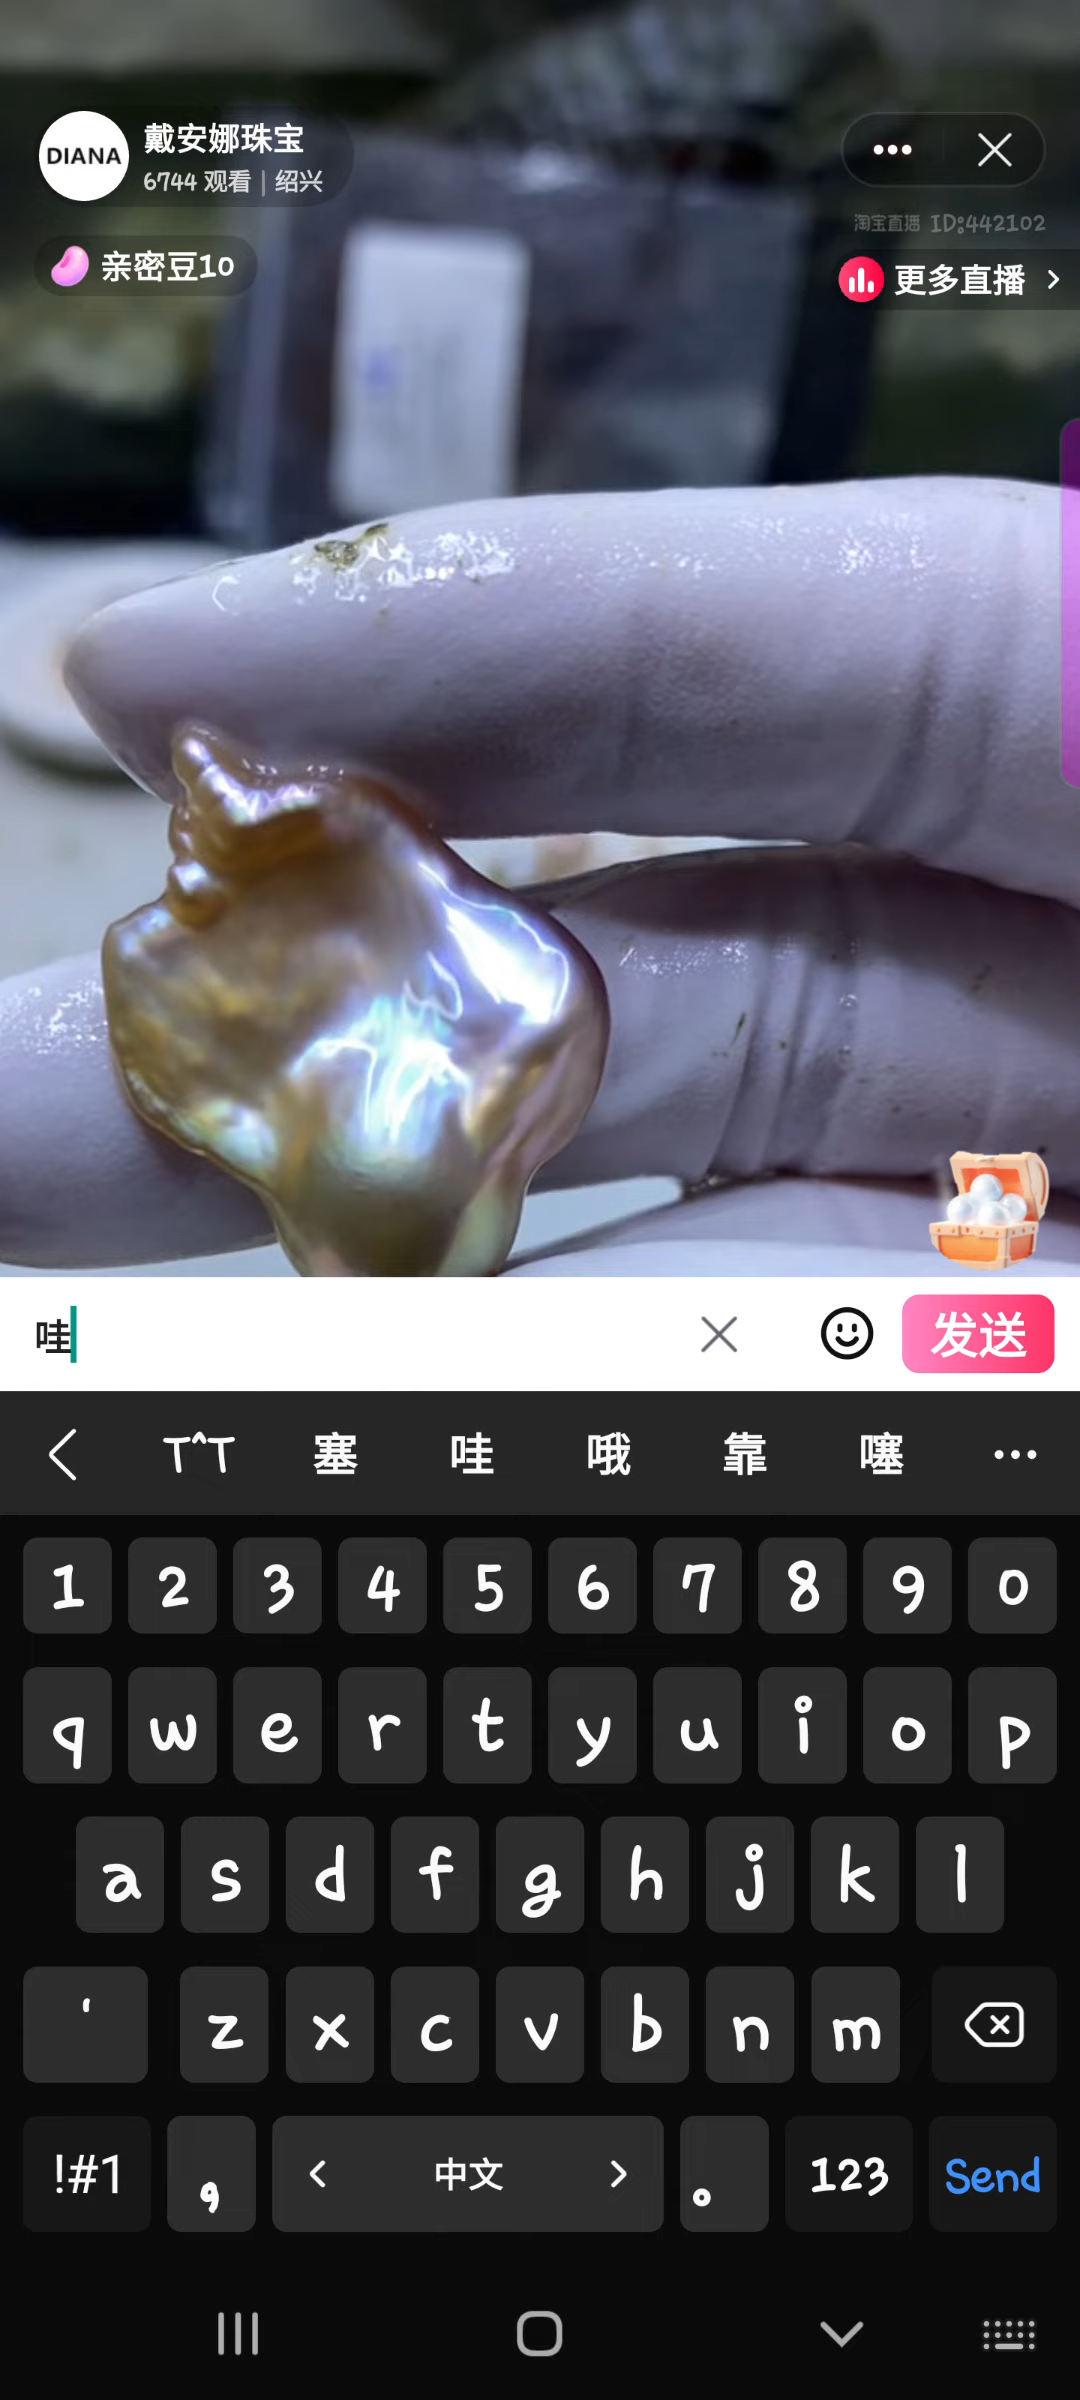 DIANA
戴安娜珠宝
6744 观看 | 绍兴
淘宝直播 ID:442102
亲密豆10
更多直播
哇
发送
T^T 塞 哇 哦 靠 噻 ...
1 2 3 4 5 6 7 8 9 0
q w e r t y u i o p
a s d f g h j k l
' z x c v b n m
!#1 , 中文 。 123 Send